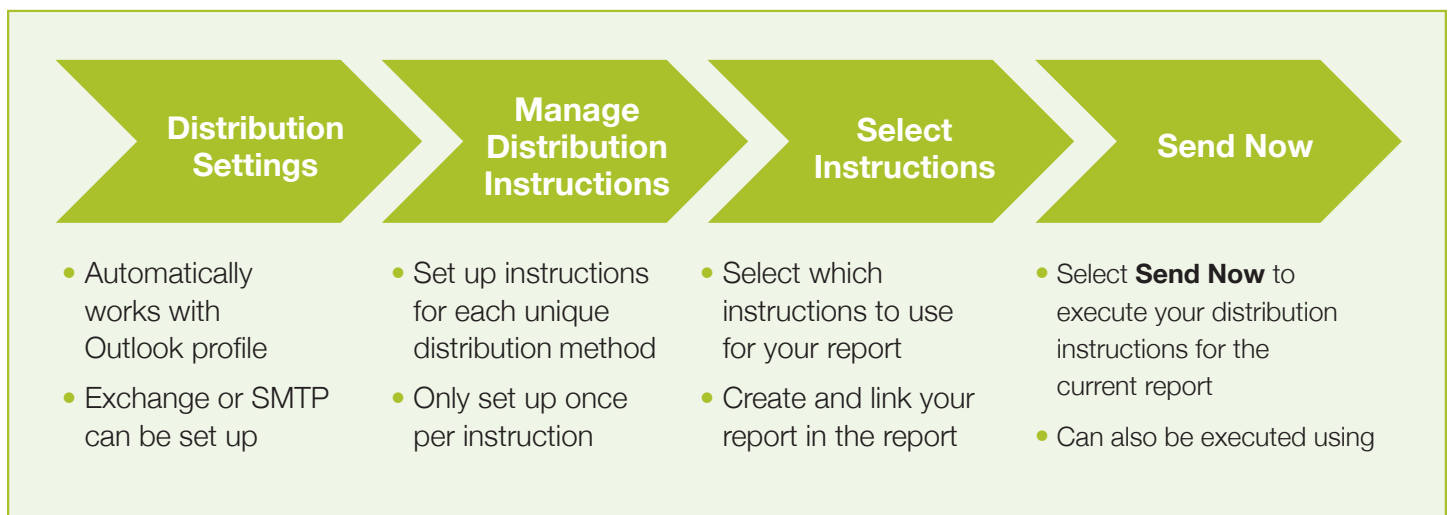 Distribution
Settings
Manage
Distribution
Instructions
Select
Instructions
Send Now
• Automatically
works with
Outlook profile
• Exchange or SMTP
can be set up
• Set up instructions
for each unique
distribution method
• Only set up once
per instruction
• Select which
instructions to use
for your report
• Create and link your
report in the report
• Select Send Now to
execute your distribution
instructions for the
current report
• Can also be executed using